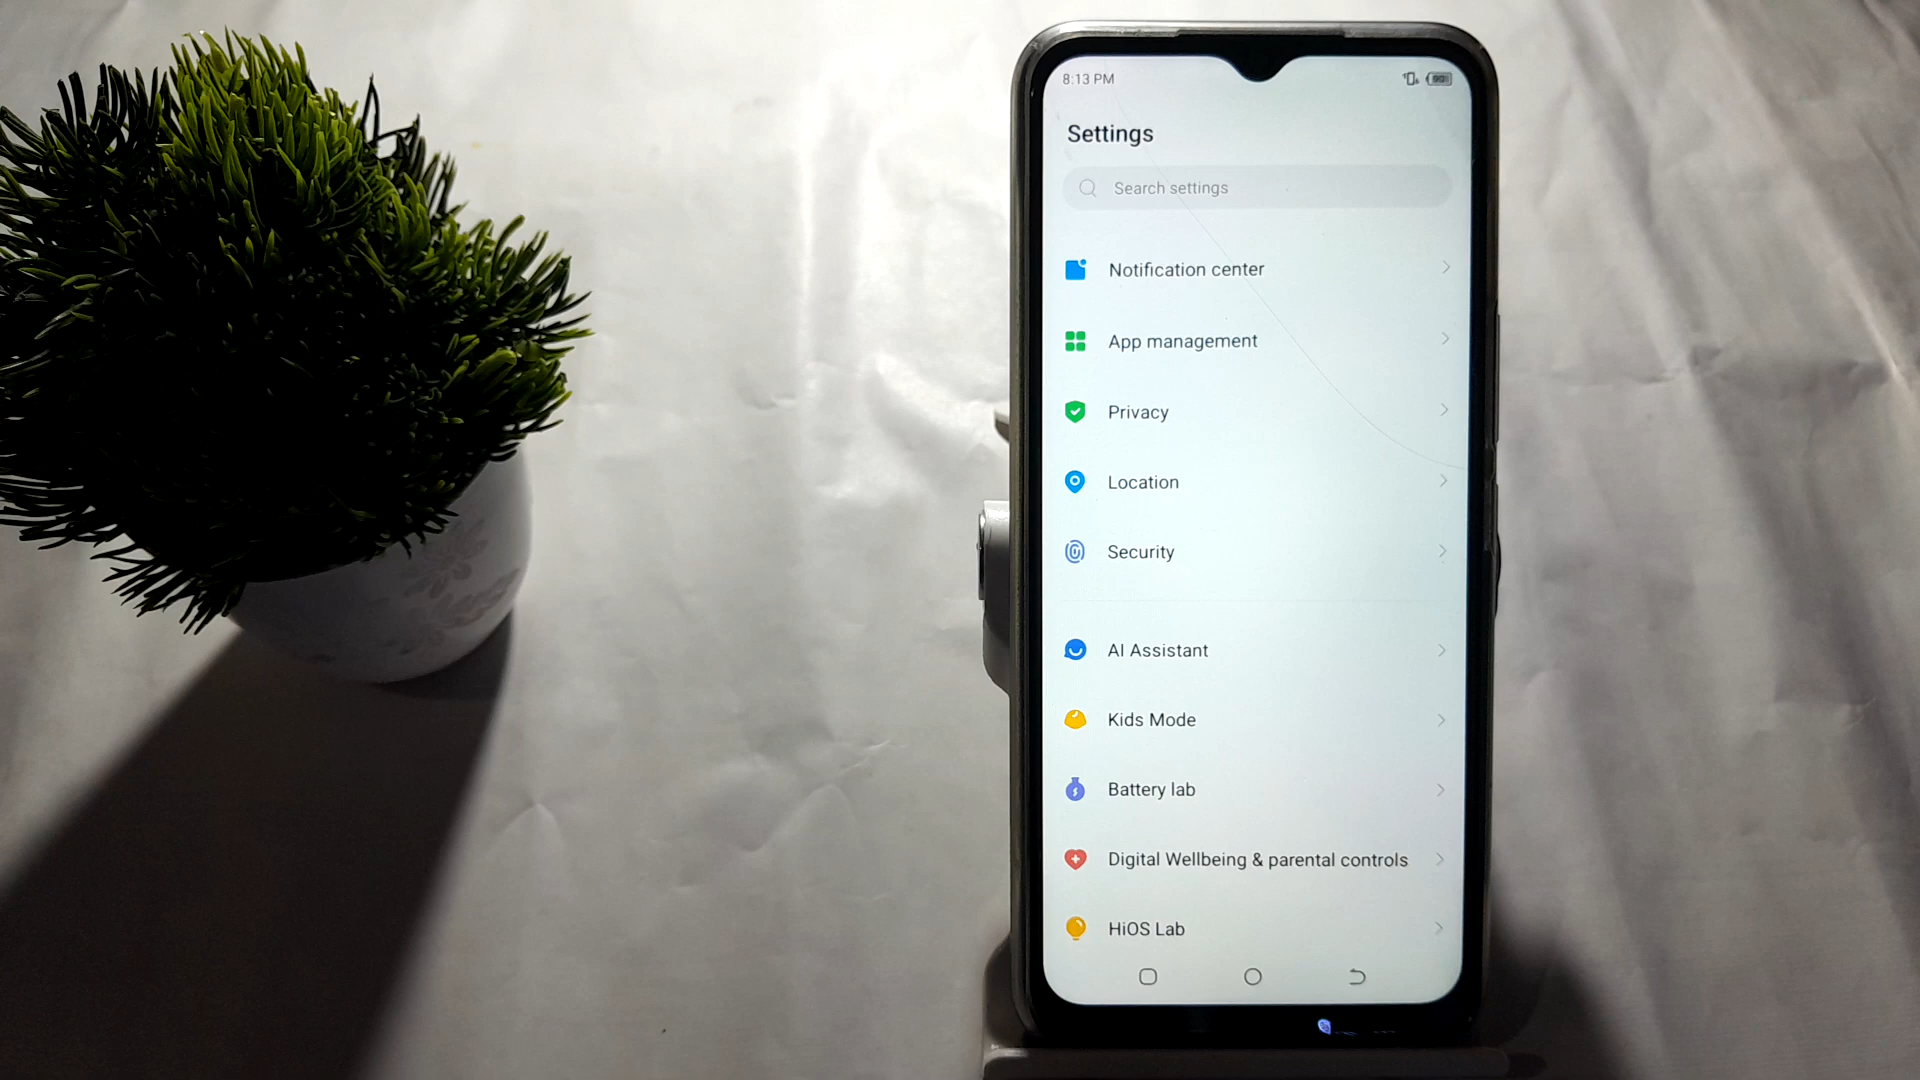 8:13 PM
Settings
Search settings
Notification center
App management
Privacy
Location
Security
AI Assistant
Kids Mode
Battery lab
Digital Wellbeing & parental controls
HiOS Lab